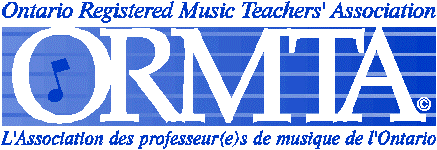 Ontario Registered Music Teachers' Association
ORMTA©
L'Association des professeur(e)s de musique de l'Ontario